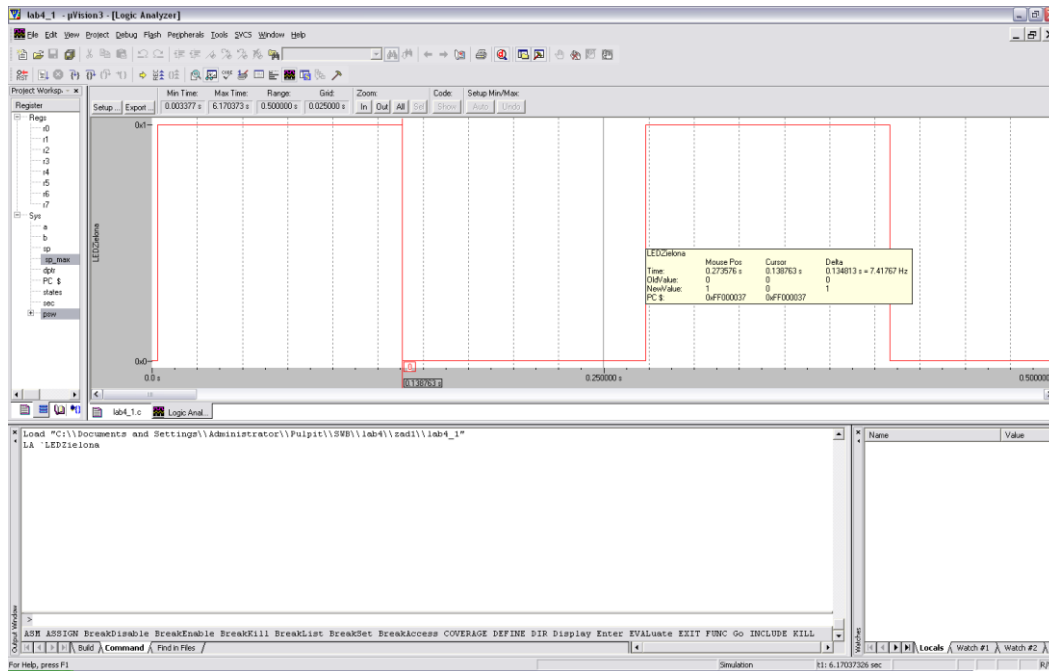 lab4_1 - µVision3 - [Logic Analyzer]
File Edit View Project Debug Flash Peripherals Tools SVCS Window Help
Project Worksp...
Min Time: Max Time: Range: Grid: Zoom: Code: Setup Min/Max:
Register
Setup ... Export ... 0.003377 s 6.170373 s 0.500000 s 0.025000 s In Out All Sel Show Auto Undo
Regs
r0
r1
r2
r3
r4
r5
r6
r7
Sys
a
b
sp
sp_max
dptr
PC $
states
sec
psw
0x1
LEDZielona
0x0
LEDZielona
Mouse Pos Cursor Delta
Time: 0.273576 s 0.138763 s 0.134813 s = 7.41767 Hz
OldValue: 0 0 0
NewValue: 1 0 1
PC $: 0xFF000037 0xFF000037
0.0 s 0.138763 s 0.250000 s 0.500000
lab4_1.c Logic Anal...
Load "C:\\Documents and Settings\\Administrator\\Pulpit\\SWB\\lab4\\zad1\\lab4_1"
LA `LEDZielona
Name Value
>
ASM ASSIGN BreakDisable BreakEnable BreakKill BreakList BreakSet BreakAccess COVERAGE DEFINE DIR Display Enter EVALuate EXIT FUNC Go INCLUDE KILL
Output Window
Build Command Find in Files
Watches
Locals Watch #1 Watch #2
For Help, press F1
Simulation
t1: 6.17037326 sec